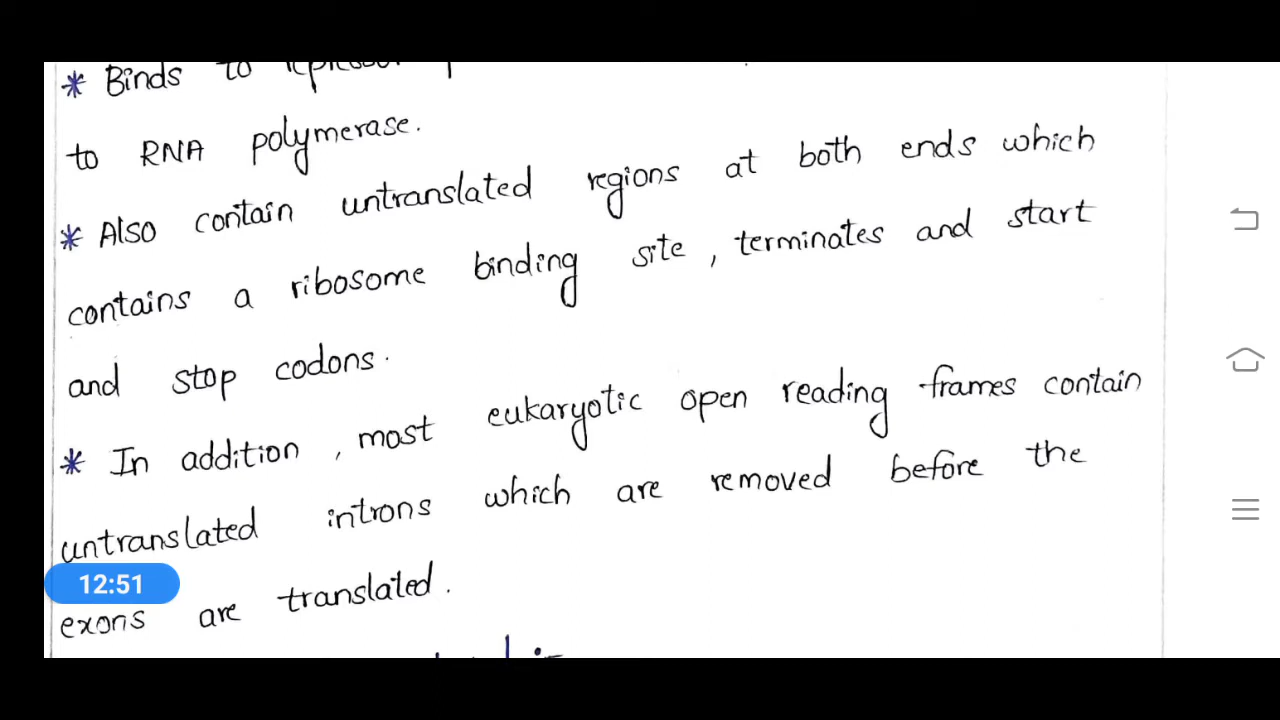 * Binds to
to RNA polymerase.
* Also contain untranslated regions at both ends which
contains a ribosome binding site, terminates and start
and stop codons.
* In addition, most eukaryotic open reading frames contain
untranslated introns which are removed before the
12:51
exons are translated.